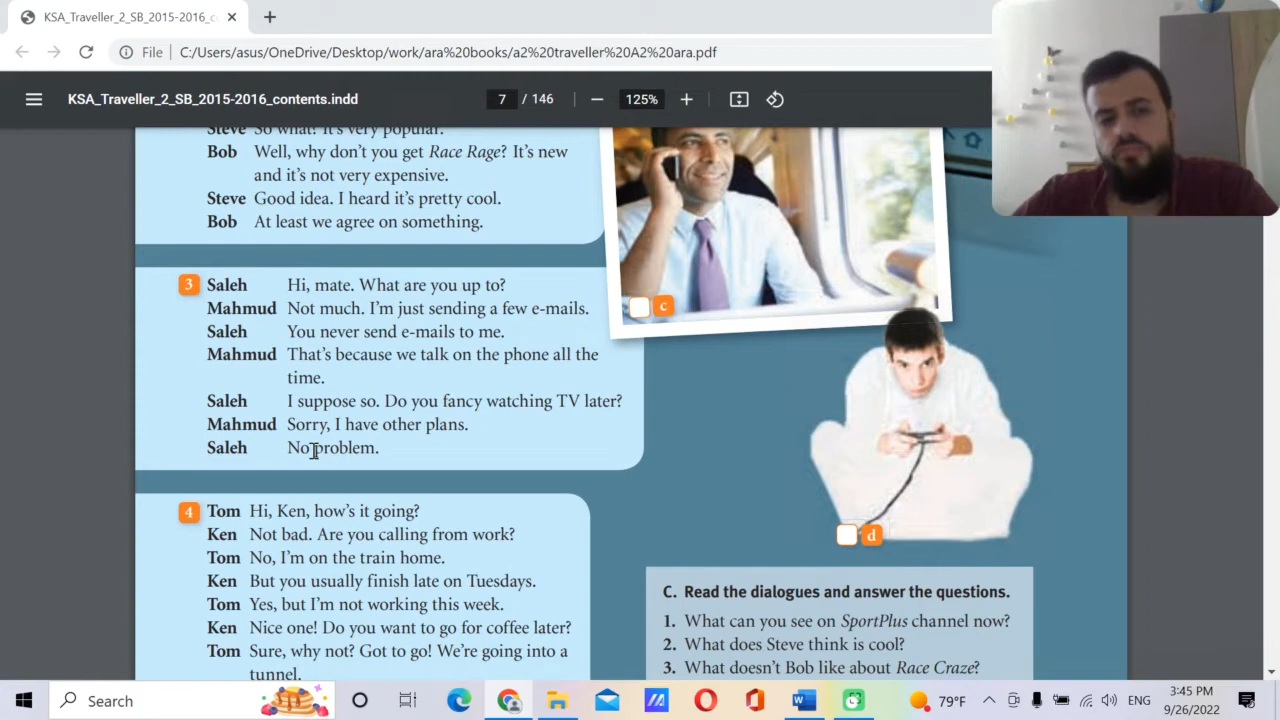 KSA_Traveller_2_SB_2015-2016_co
File C:/Users/asus/OneDrive/Desktop/work/ara%20books/a2%20traveller%20A2%20ara.pdf
KSA_Traveller_2_SB_2015-2016_contents.indd 7 / 146 125%
Steve So what! It's very popular.
Bob Well, why don't you get Race Rage? It's new
and it's not very expensive.
Steve Good idea. I heard it's pretty cool.
Bob At least we agree on something.
c
3 Saleh Hi, mate. What are you up to?
Mahmud Not much. I'm just sending a few e-mails.
Saleh You never send e-mails to me.
Mahmud That's because we talk on the phone all the
time.
Saleh I suppose so. Do you fancy watching TV later?
Mahmud Sorry, I have other plans.
Saleh No problem.
d
4 Tom Hi, Ken, how's it going?
Ken Not bad. Are you calling from work?
Tom No, I'm on the train home.
Ken But you usually finish late on Tuesdays.
Tom Yes, but I'm not working this week.
Ken Nice one! Do you want to go for coffee later?
Tom Sure, why not? Got to go! We're going into a
tunnel.
C. Read the dialogues and answer the questions.
1. What can you see on SportPlus channel now?
2. What does Steve think is cool?
3. What doesn't Bob like about Race Craze?
Search
79°F
ENG
3:45 PM
9/26/2022